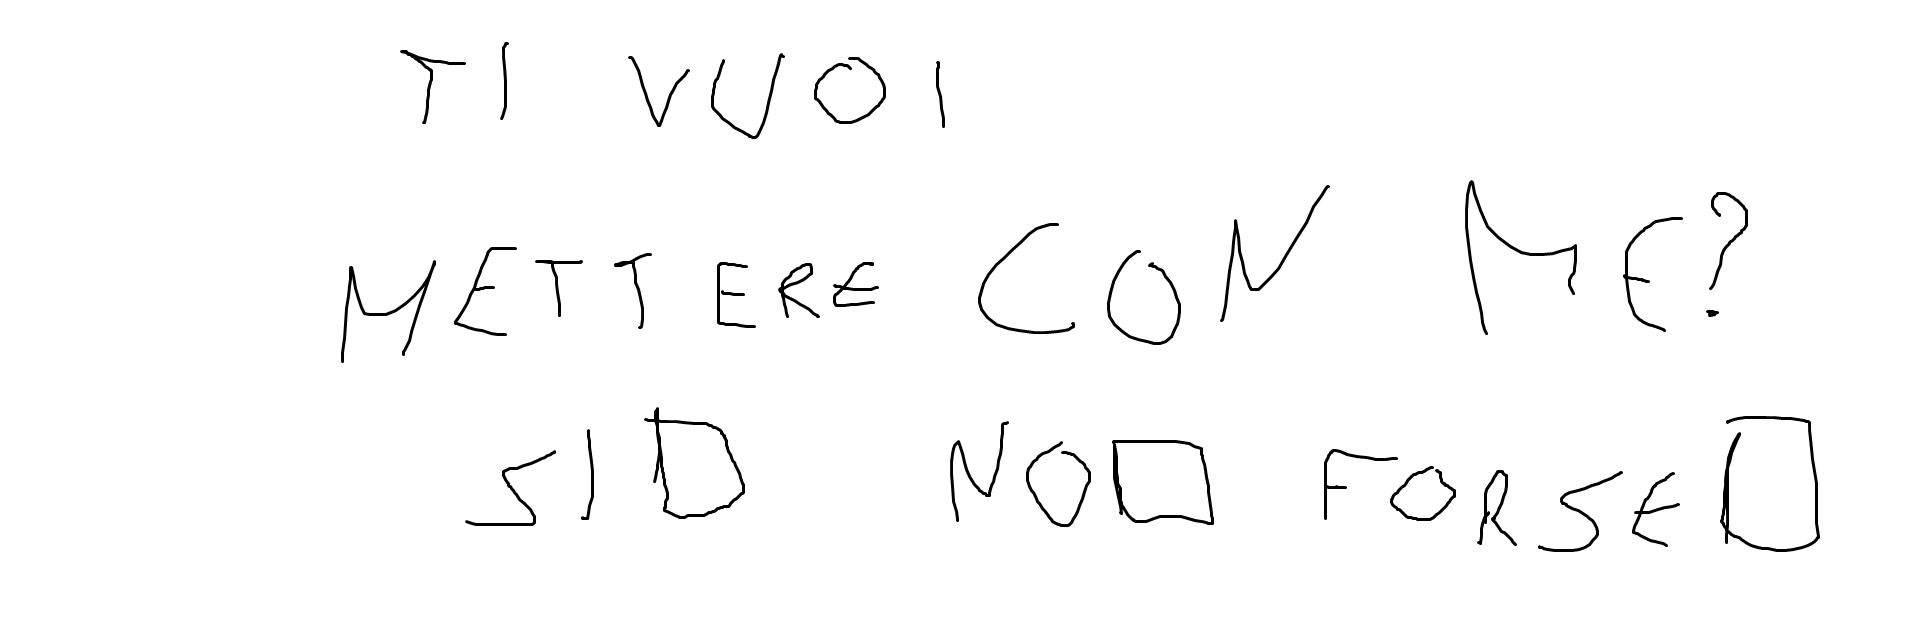 TI VUOI
METTERE CON ME?
SI☐ NO☐ FORSE☐